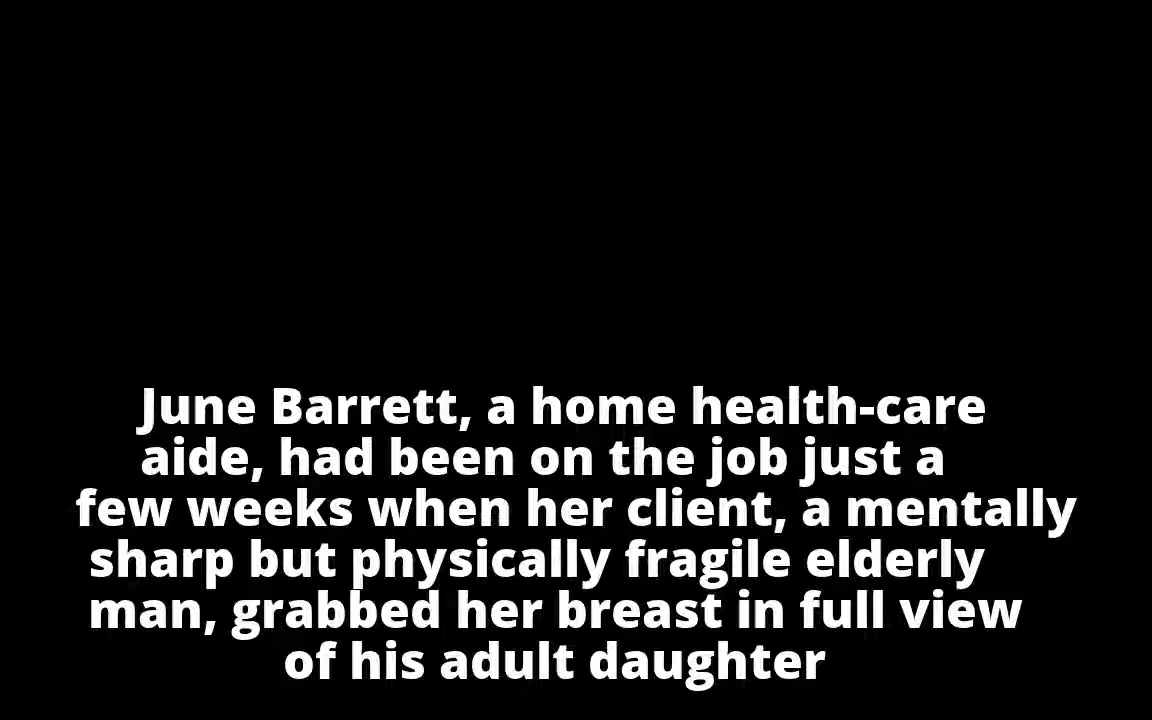 June Barrett, a home health-care
aide, had been on the job just a
few weeks when her client, a mentally
sharp but physically fragile elderly
man, grabbed her breast in full view
of his adult daughter